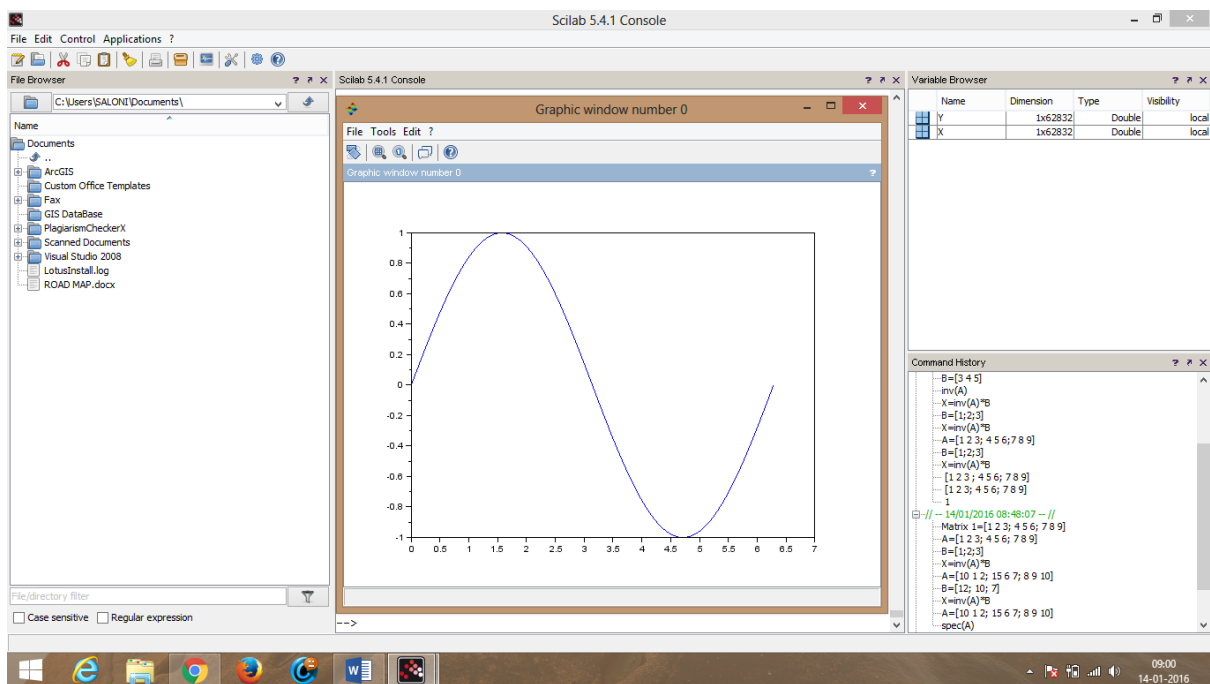 Scilab 5.4.1 Console
File Edit Control Applications ?
File Browser
C:\Users\SALONI\Documents\
Name
Documents
..
ArcGIS
Custom Office Templates
Fax
GIS DataBase
PlagiarismCheckerX
Scanned Documents
Visual Studio 2008
LotusInstall.log
ROAD MAP.docx
File/directory filter
Case sensitive Regular expression
Scilab 5.4.1 Console
Graphic window number 0
File Tools Edit ?
Graphic window number 0
1
0.8
0.6
0.4
0.2
0
-0.2
-0.4
-0.6
-0.8
-1
0 0.5 1 1.5 2 2.5 3 3.5 4 4.5 5 5.5 6 6.5 7
-->
Variable Browser
Name Dimension Type Visibility
Y 1x62832 Double local
X 1x62832 Double local
Command History
B=[3 4 5]
inv(A)
X=inv(A)*B
B=[1;2;3]
X=inv(A)*B
A=[1 2 3; 4 5 6;7 8 9]
B=[1;2;3]
X=inv(A)*B
[1 2 3 ; 4 5 6; 7 8 9]
[1 2 3; 4 5 6; 7 8 9]
1
// -- 14/01/2016 08:48:07 -- //
Matrix 1=[1 2 3; 4 5 6; 7 8 9]
A=[1 2 3; 4 5 6; 7 8 9]
B=[1;2;3]
X=inv(A)*B
A=[10 1 2; 15 6 7; 8 9 10]
B=[12; 10; 7]
X=inv(A)*B
A=[10 1 2; 15 6 7; 8 9 10]
spec(A)
09:00
14-01-2016